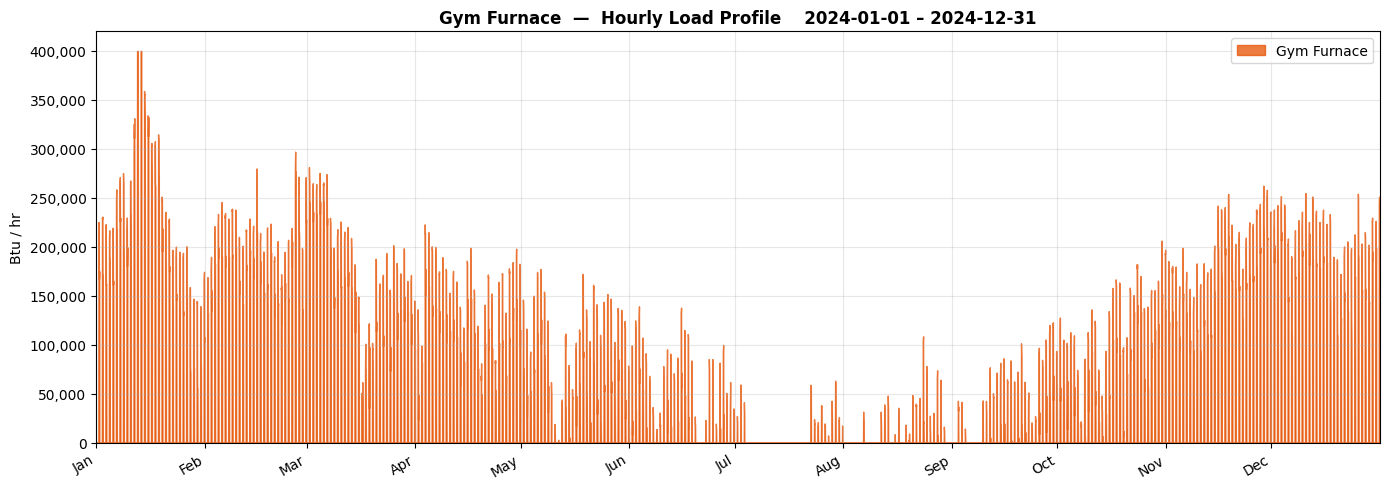 Gym Furnace — Hourly Load Profile 2024-01-01 – 2024-12-31
Gym Furnace
Btu / hr
400,000
350,000
300,000
250,000
200,000
150,000
100,000
50,000
0
Jan Feb Mar Apr May Jun Jul Aug Sep Oct Nov Dec